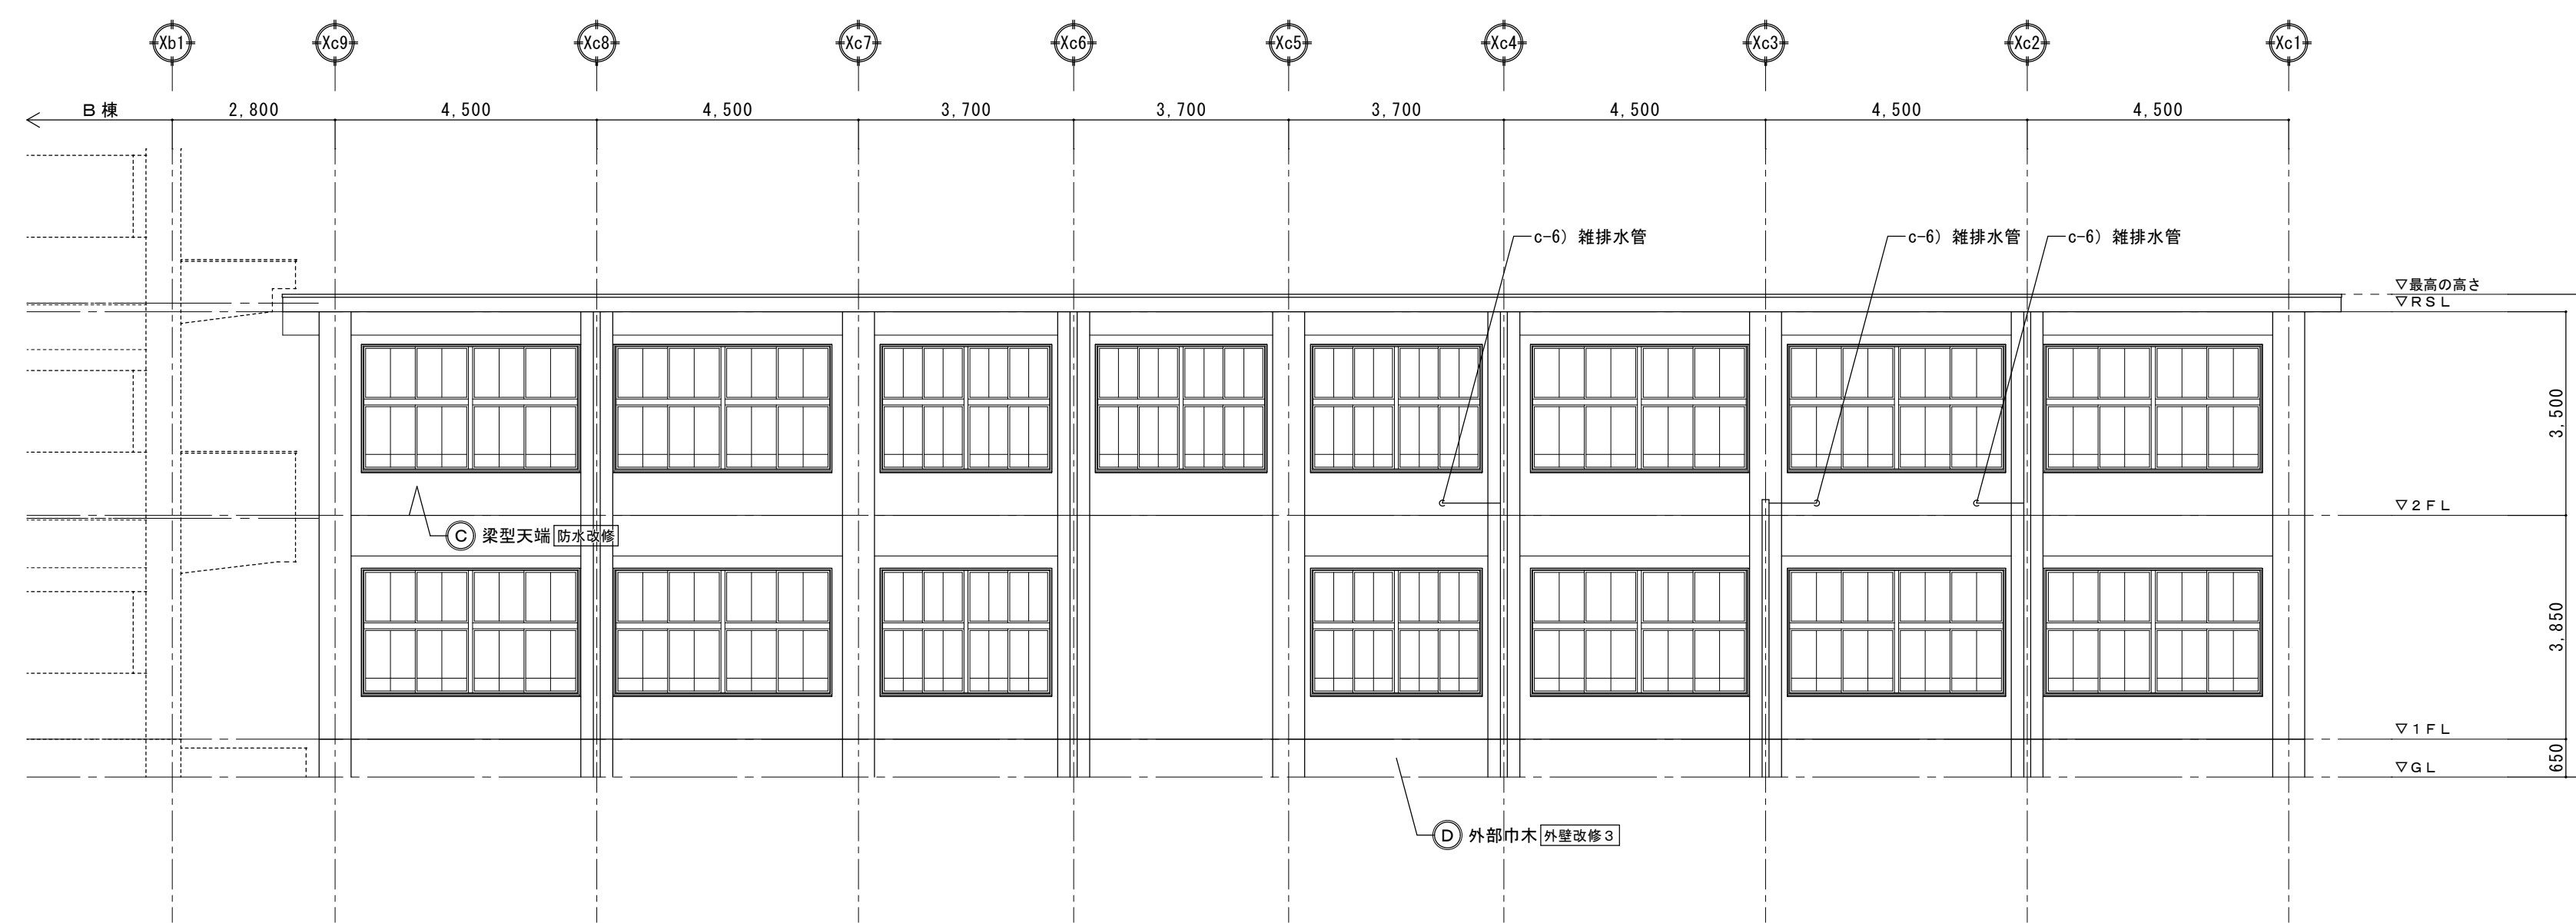 Xb1 Xc9 Xc8 Xc7 Xc6 Xc5 Xc4 Xc3 Xc2 Xc1
B棟 2,800 4,500 4,500 3,700 3,700 3,700 4,500 4,500 4,500
c-6) 雑排水管 c-6) 雑排水管 c-6) 雑排水管
▽最高の高さ
▽RSL
3,500
▽2FL
C 梁型天端 防水改修
3,850
▽1FL
650
▽GL
D 外部巾木 外壁改修3